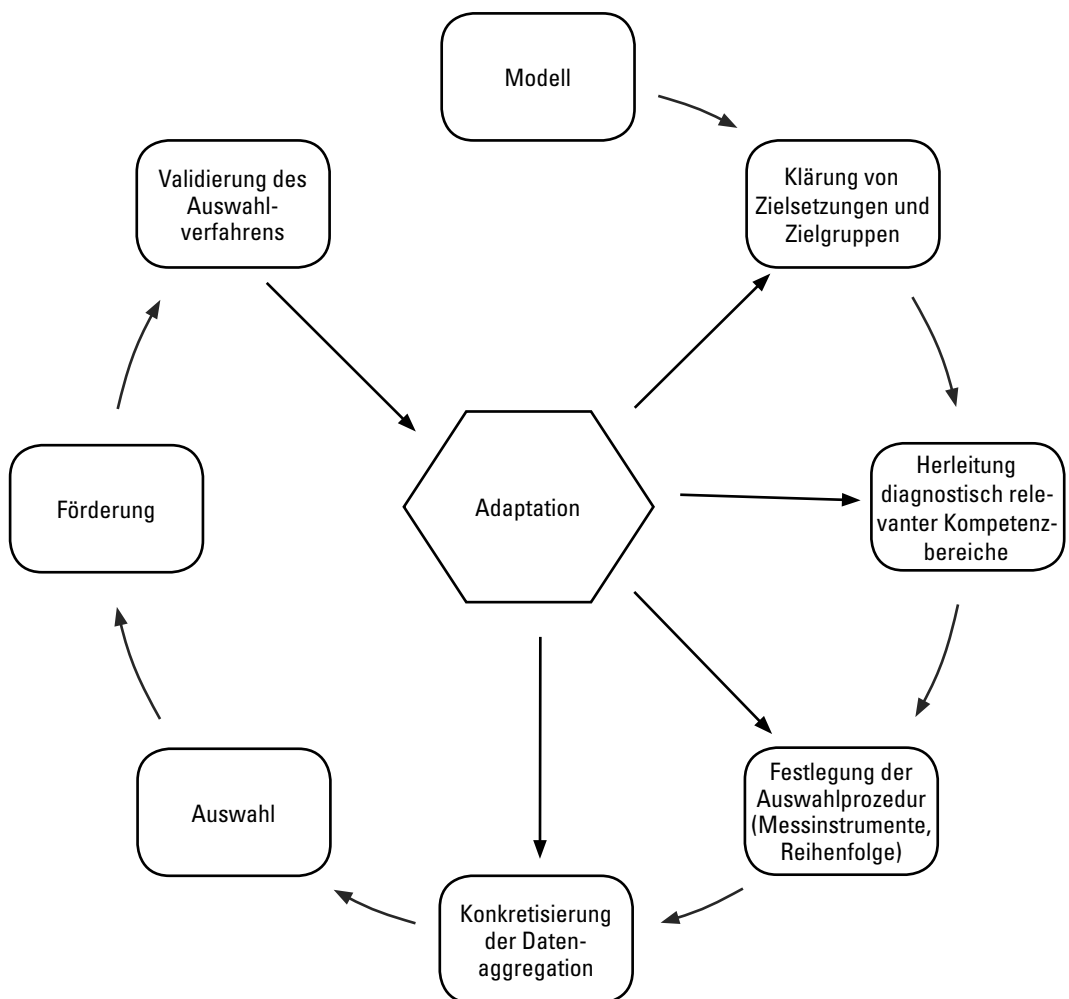 Modell
Klärung von
Zielsetzungen und
Zielgruppen
Herleitung
diagnostisch rele-
vanter Kompetenz-
bereiche
Festlegung der
Auswahlprozedur
(Messinstrumente,
Reihenfolge)
Konkretisierung
der Daten-
aggregation
Auswahl
Förderung
Validierung des
Auswahl-
verfahrens
Adaptation